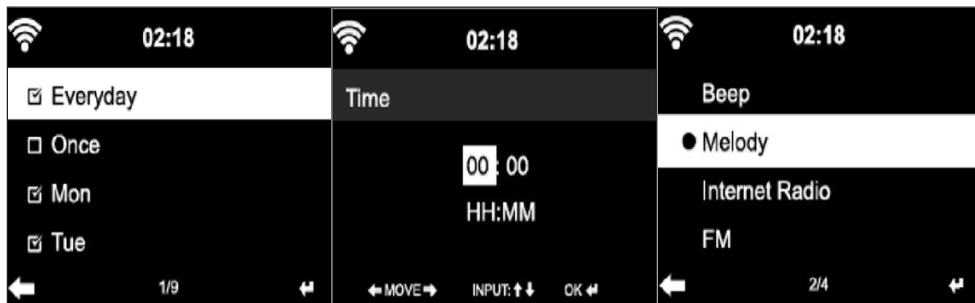 02:18
Everyday
Once
Mon
Tue
1/9
02:18
Time
00:00
HH:MM
MOVE INPUT: OK
02:18
Beep
Melody
Internet Radio
FM
2/4